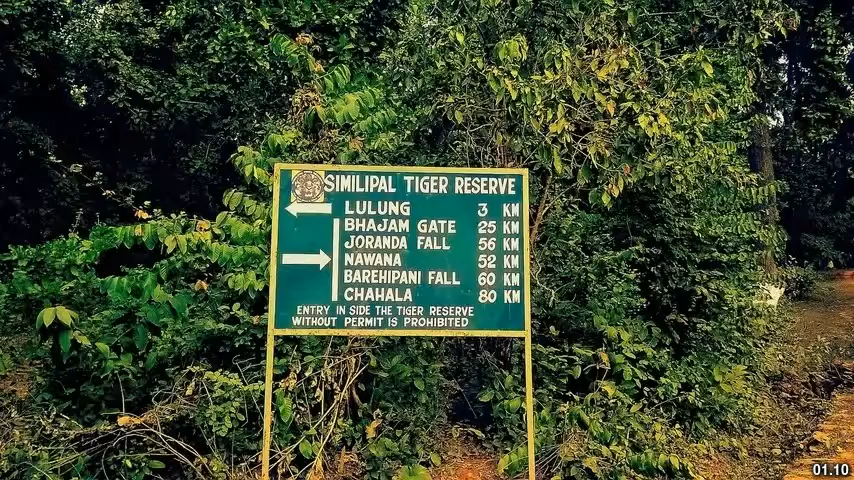 SIMILIPAL TIGER RESERVE
LULUNG 3 KM
BHAJAM GATE 25 KM
JORANDA FALL 56 KM
NAWANA 52 KM
BAREHIPANI FALL 60 KM
CHAHALA 80 KM
ENTRY IN SIDE THE TIGER RESERVE
WITHOUT PERMIT IS PROHIBITED
01.10